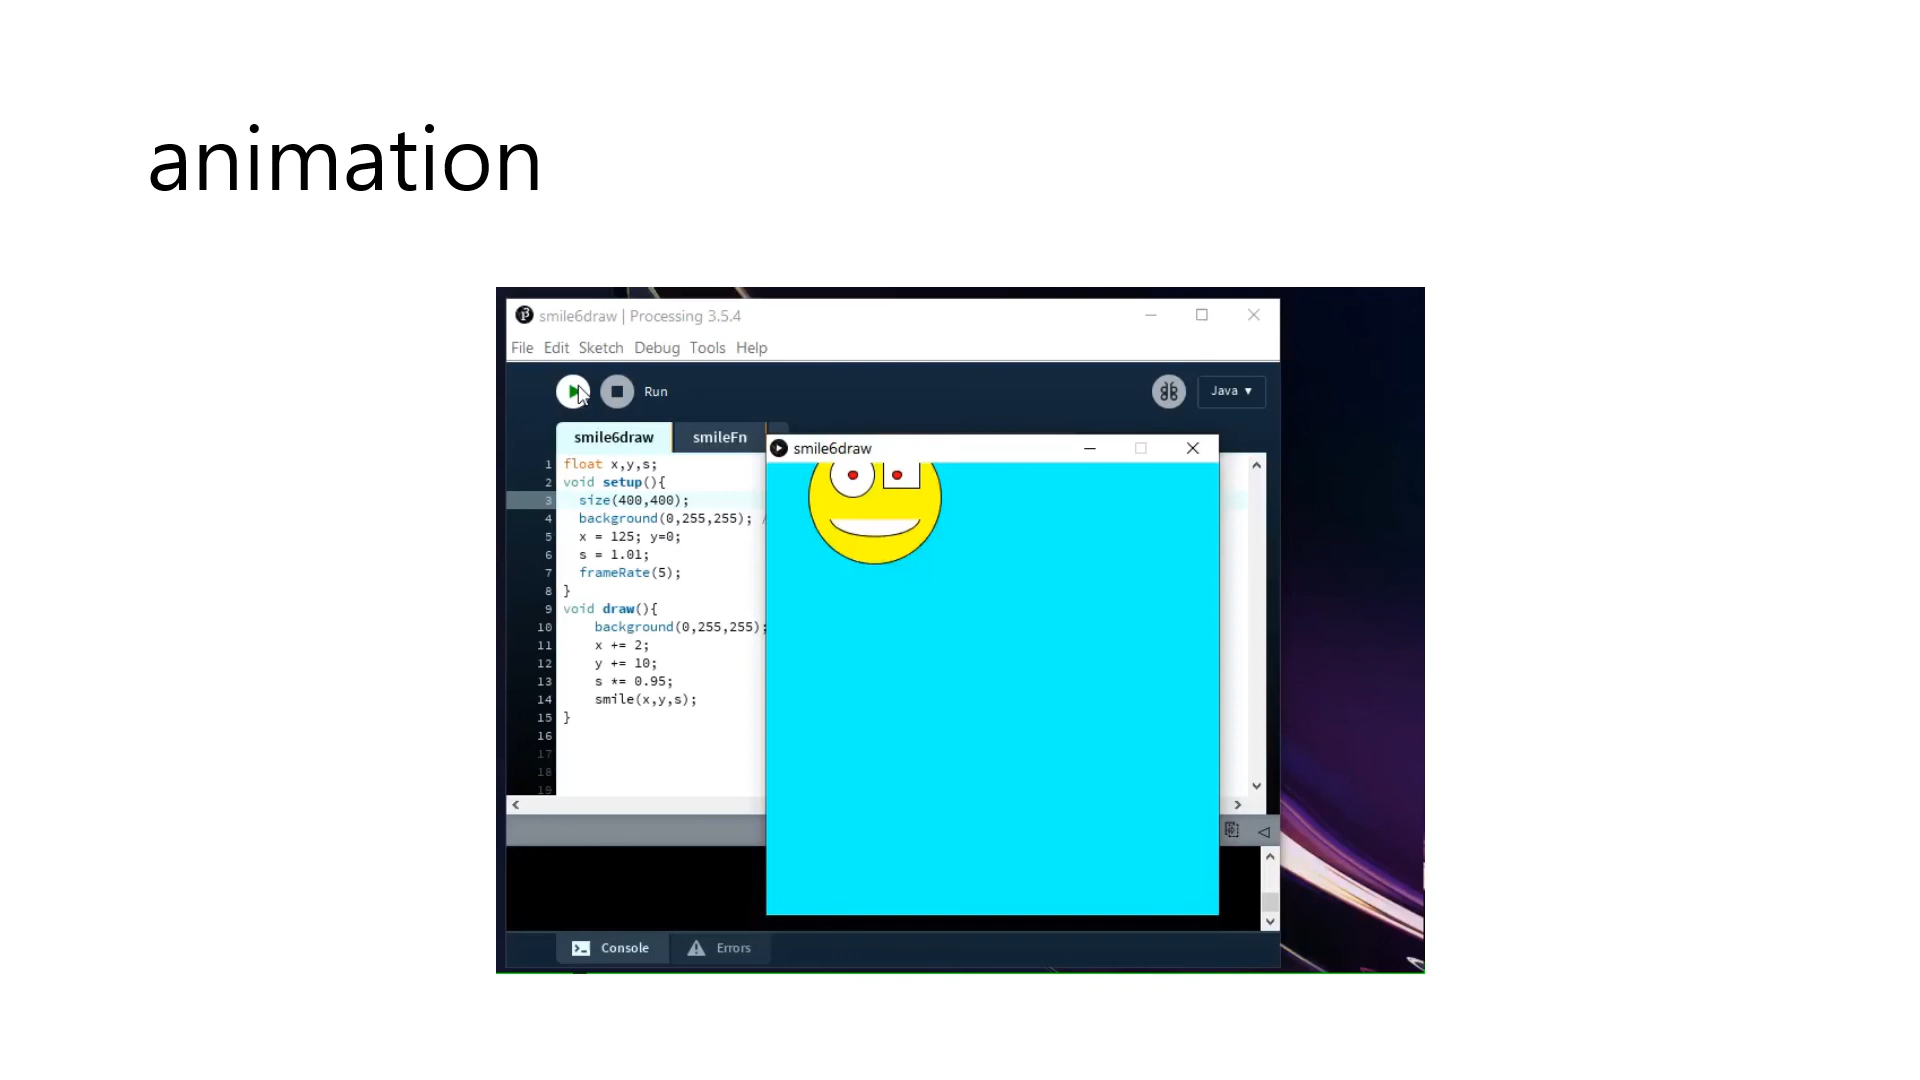 animation
smile6draw | Processing 3.5.4
File Edit Sketch Debug Tools Help
Run
Java ▾
smile6draw smileFn
smile6draw
1 float x,y,s;
2 void setup(){
3 size(400,400);
4 background(0,255,255); /
5 x = 125; y=0;
6 s = 1.01;
7 frameRate(5);
8 }
9 void draw(){
10 background(0,255,255);
11 x += 2;
12 y += 10;
13 s *= 0.95;
14 smile(x,y,s);
15 }
16
17
18
19
Console Errors